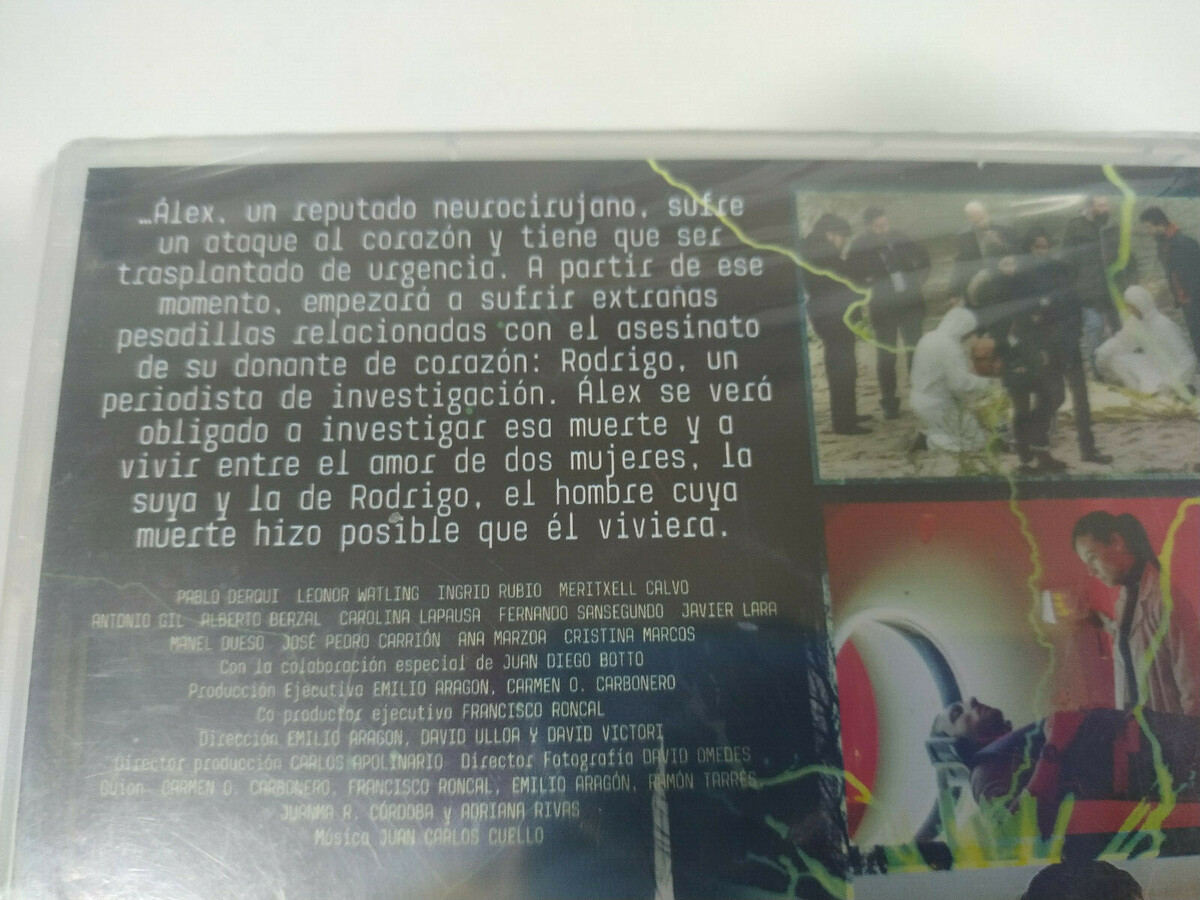 …Álex, un reputado neurocirujano, sufre
un ataque al corazón y tiene que ser
trasplantado de urgencia. A partir de ese
momento, empezará a sufrir extrañas
pesadillas relacionadas con el asesinato
de su donante de corazón: Rodrigo, un
periodista de investigación. Álex se verá
obligado a investigar esa muerte y a
vivir entre el amor de dos mujeres, la
suya y la de Rodrigo, el hombre cuya
muerte hizo posible que él viviera.
PABLO DERQUI LEONOR WATLING INGRID RUBIO MERITXELL CALVO
ANTONIO GIL ALBERTO BERZAL CAROLINA LAPAUSA FERNANDO SANSEGUNDO JAVIER LARA
MANEL DUESO JOSÉ PEDRO CARRIÓN ANA MARZOA CRISTINA MARCOS
Con la colaboración especial de JUAN DIEGO BOTTO
Producción Ejecutiva EMILIO ARAGON, CARMEN O. CARBONERO
Co productor ejecutivo FRANCISCO RONCAL
Dirección EMILIO ARAGON, DAVID ULLOA Y DAVID VICTORI
Director producción CARLOS APOLINARIO Director Fotografía DAVID OMEDES
Guion CARMEN O. CARBONERO, FRANCISCO RONCAL, EMILIO ARAGÓN, RAMÓN TARRÉS
JUANMA R. CÓRDOBA y ADRIANA RIVAS
Música JUAN CARLOS CUELLO